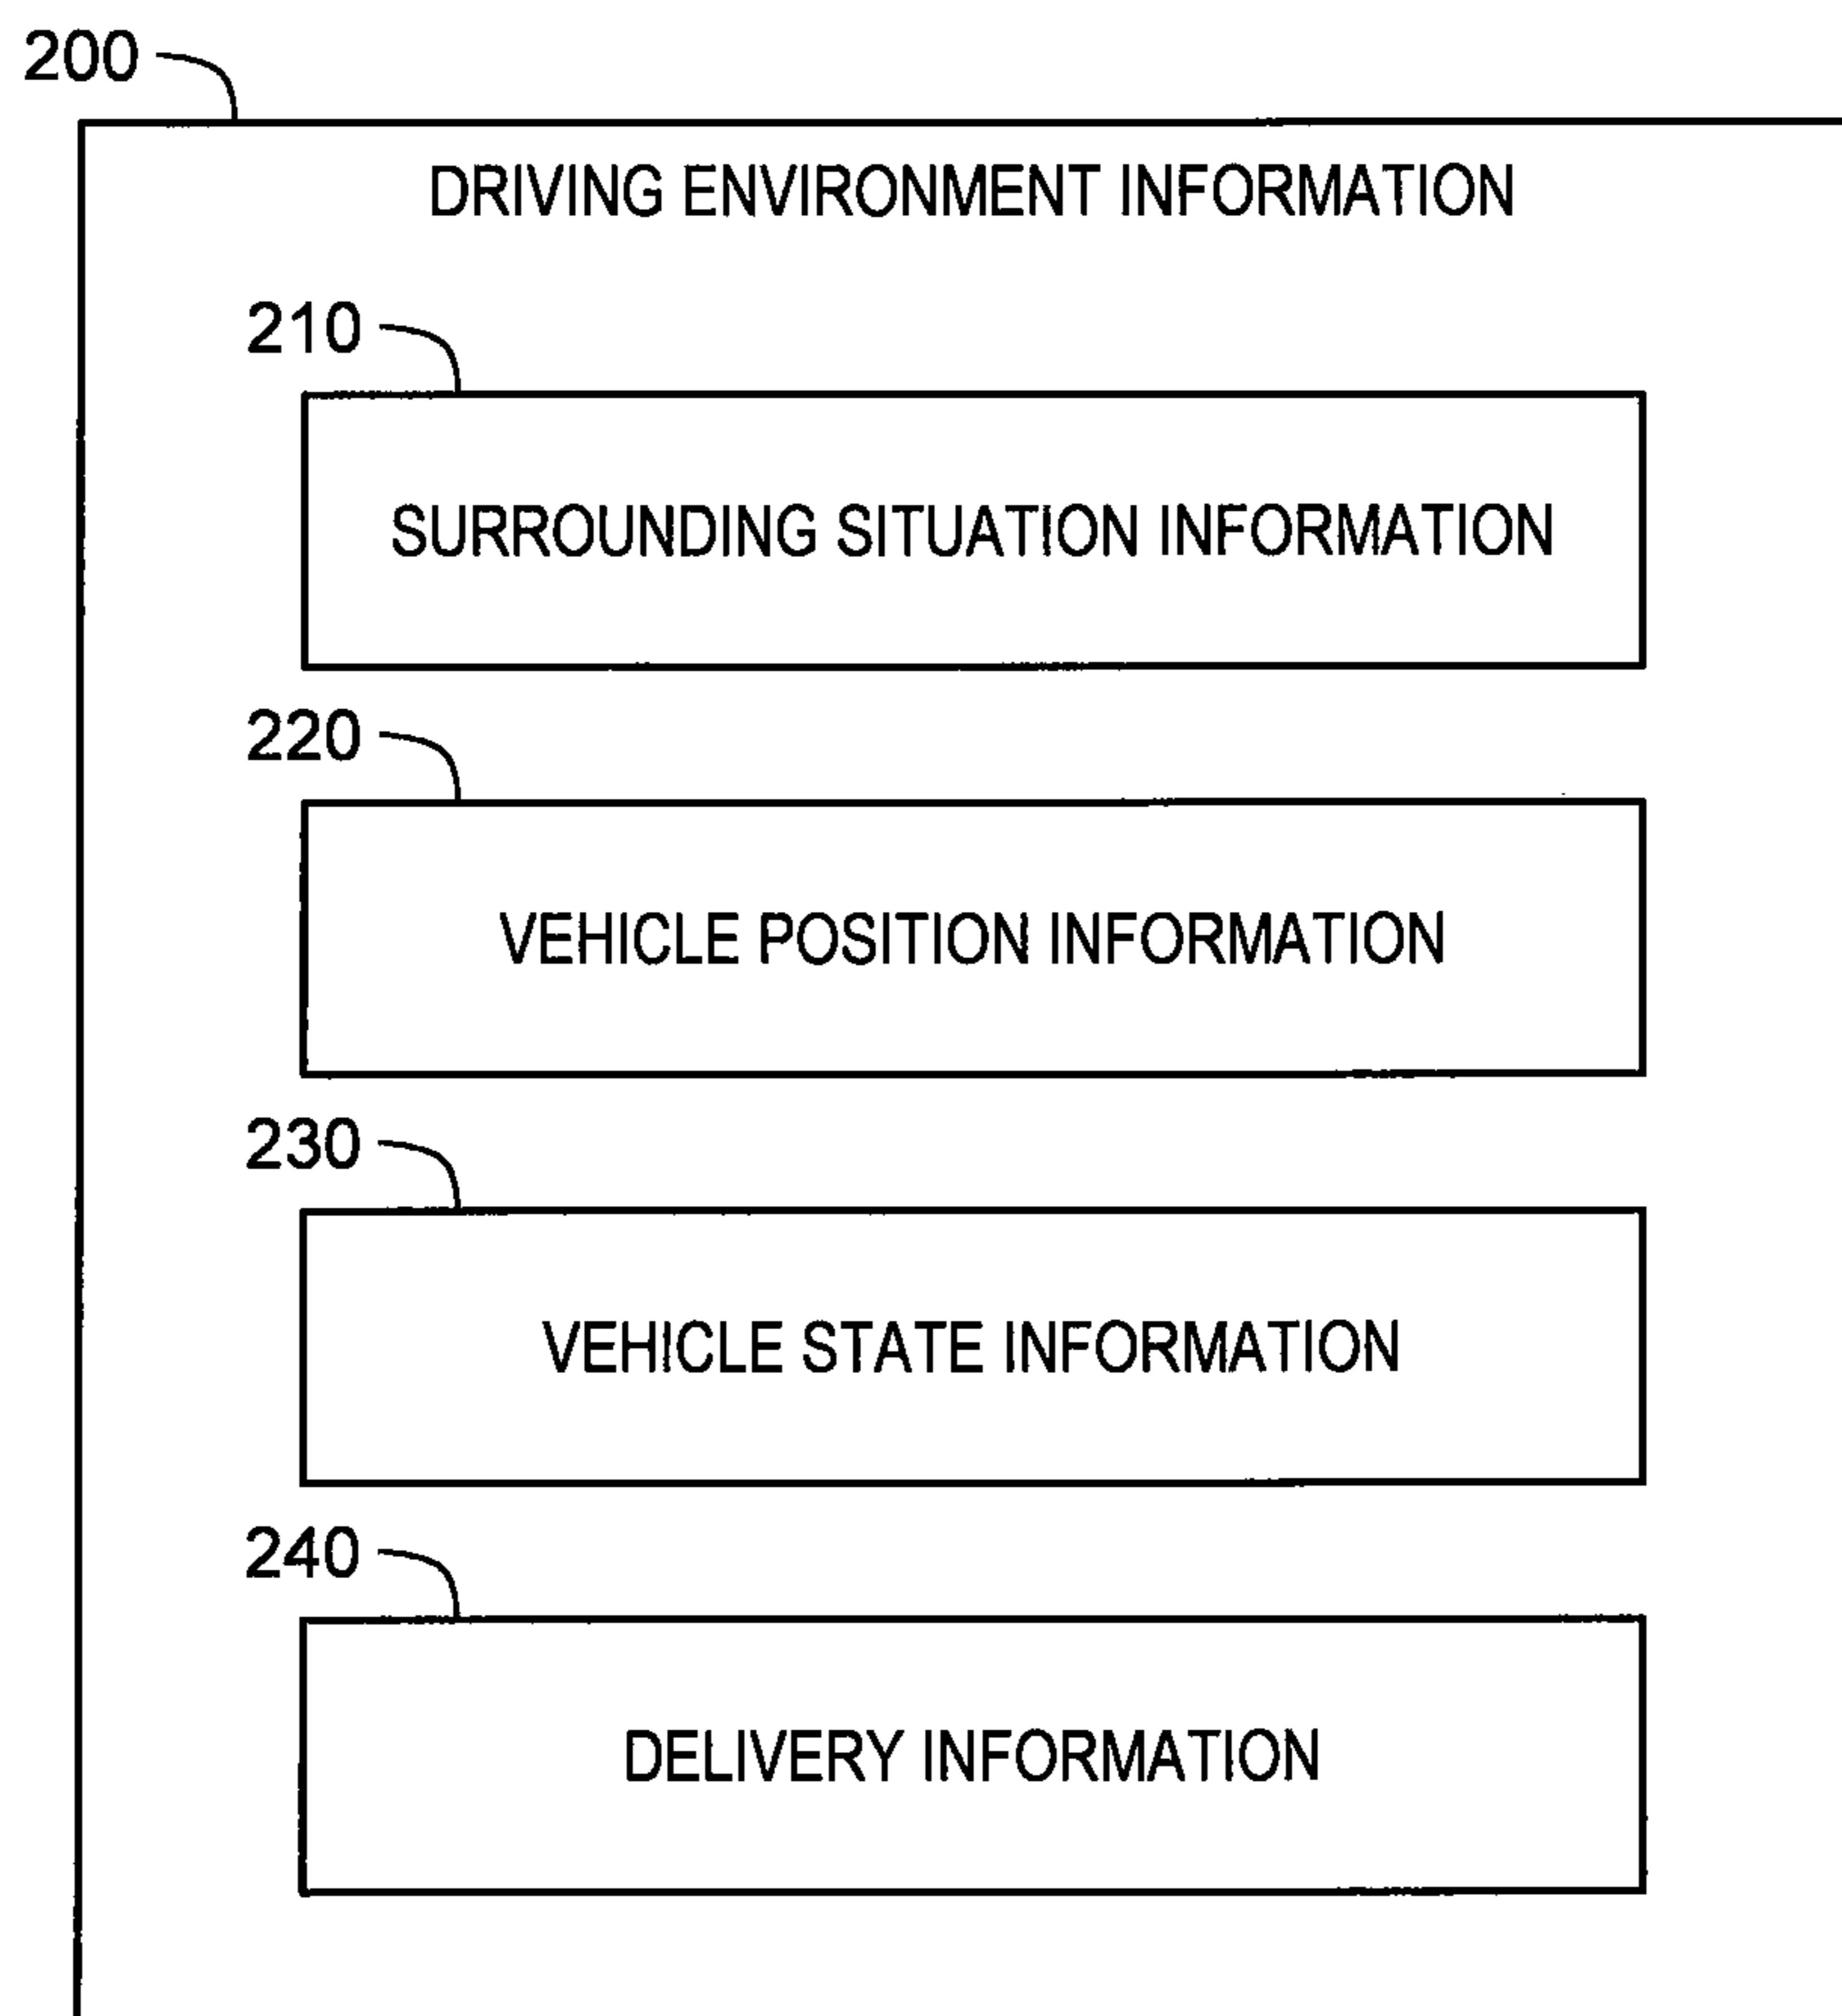 200
DRIVING ENVIRONMENT INFORMATION
210
SURROUNDING SITUATION INFORMATION
220
VEHICLE POSITION INFORMATION
230
VEHICLE STATE INFORMATION
240
DELIVERY INFORMATION